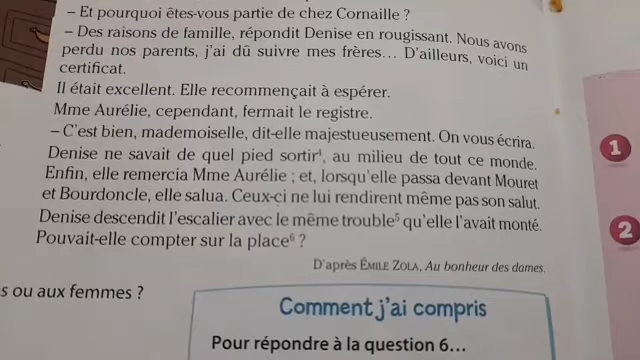 – Et pourquoi êtes-vous partie de chez Cornaille ?
– Des raisons de famille, répondit Denise en rougissant. Nous avons
perdu nos parents, j'ai dû suivre mes frères… D'ailleurs, voici un
certificat.
Il était excellent. Elle recommençait à espérer.
Mme Aurélie, cependant, fermait le registre.
– C'est bien, mademoiselle, dit-elle majestueusement. On vous écrira.
Denise ne savait de quel pied sortir⁴, au milieu de tout ce monde.
Enfin, elle remercia Mme Aurélie ; et, lorsqu'elle passa devant Mouret
et Bourdoncle, elle salua. Ceux-ci ne lui rendirent même pas son salut.
Denise descendit l'escalier avec le même trouble⁵ qu'elle l'avait monté.
Pouvait-elle compter sur la place⁶ ?
D'après ÉMILE ZOLA, Au bonheur des dames.
s ou aux femmes ?
Comment j'ai compris
Pour répondre à la question 6…
1
2